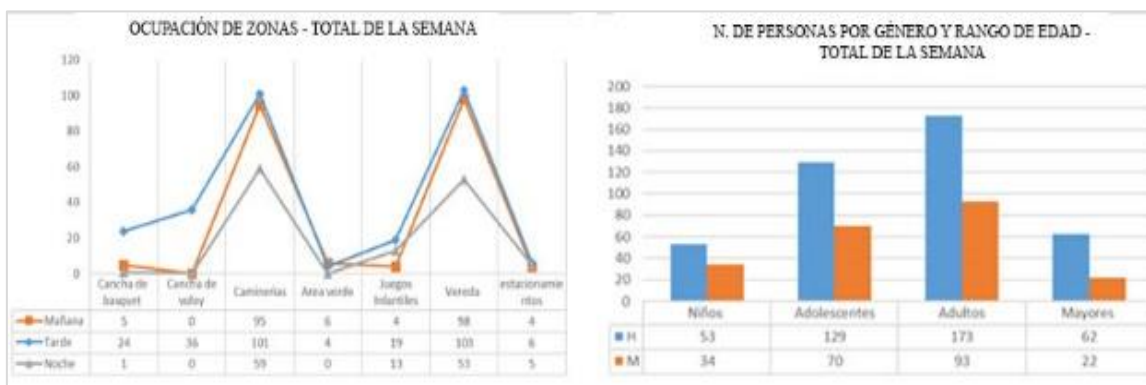 OCUPACIÓN DE ZONAS - TOTAL DE LA SEMANA
120
100
80
60
40
20
0
Cancha de basquet
Cancha de voley
Caminerías
Area verde
Juegos Infantiles
Vereda
estacionamientos
Mañana 5 0 95 6 4 98 4
Tarde 24 36 101 4 19 103 6
Noche 1 0 59 0 13 53 5
N. DE PERSONAS POR GÉNERO Y RANGO DE EDAD -
TOTAL DE LA SEMANA
200
180
160
140
120
100
80
60
40
20
0
Niños Adolescentes Adultos Mayores
H 53 129 173 62
M 34 70 93 22